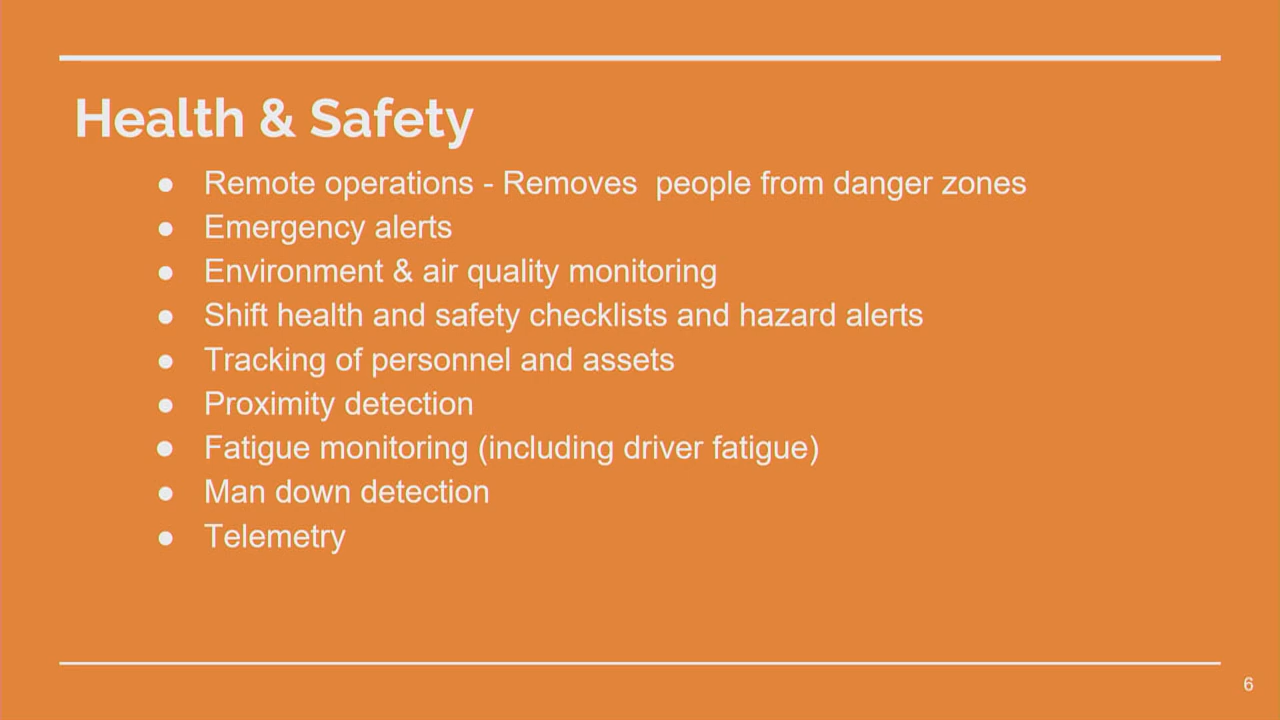 Health & Safety
● Remote operations - Removes  people from danger zones
● Emergency alerts
● Environment & air quality monitoring
● Shift health and safety checklists and hazard alerts
● Tracking of personnel and assets
● Proximity detection
● Fatigue monitoring (including driver fatigue)
● Man down detection
● Telemetry
6